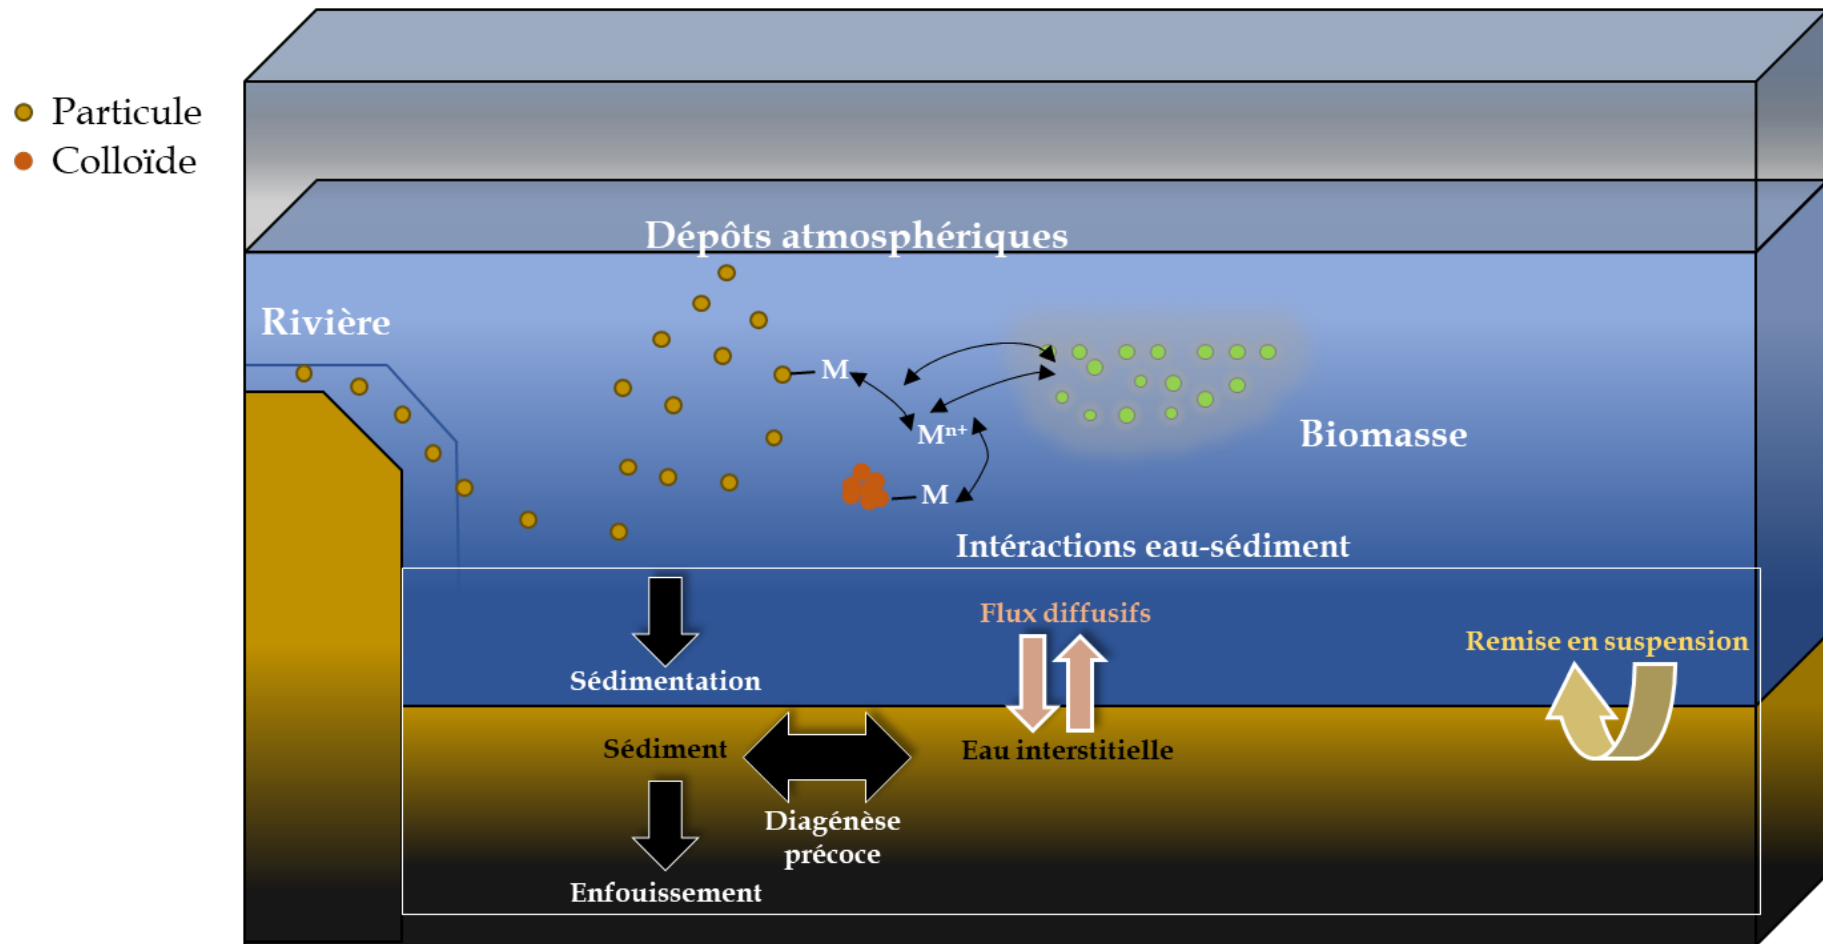 Particule
Colloïde
Dépôts atmosphériques
Rivière
M
Mⁿ⁺
Biomasse
M
Intéractions eau-sédiment
Flux diffusifs
Remise en suspension
Sédimentation
Sédiment
Eau interstitielle
Diagénèse
précoce
Enfouissement